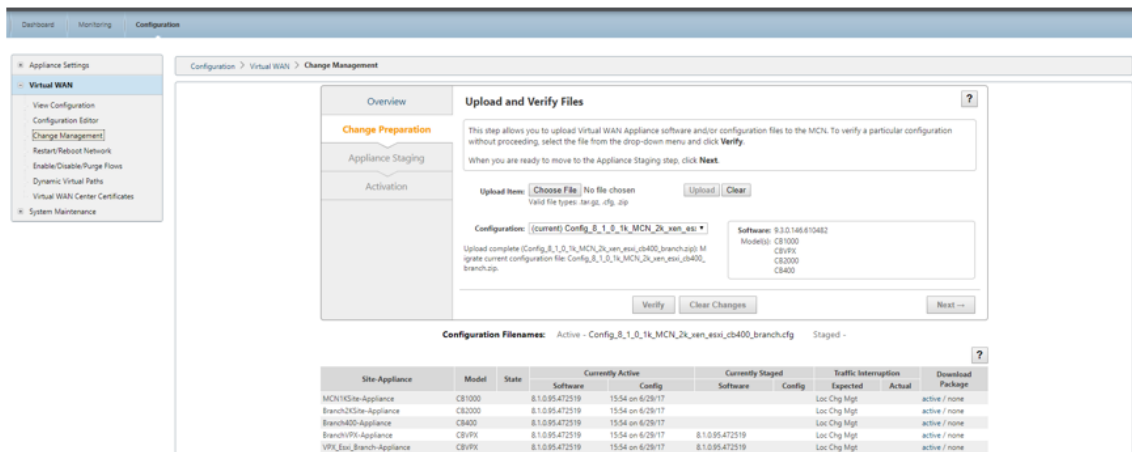 Dashboard Monitoring Configuration
Appliance Settings
Virtual WAN
View Configuration
Configuration Editor
Change Management
Restart/Reboot Network
Enable/Disable/Purge Flows
Dynamic Virtual Paths
Virtual WAN Center Certificates
System Maintenance
Configuration > Virtual WAN > Change Management
Overview
Change Preparation
Appliance Staging
Activation
Upload and Verify Files
?
This step allows you to upload Virtual WAN Appliance software and/or configuration files to the MCN. To verify a particular configuration
without proceeding, select the file from the drop-down menu and click Verify.
When you are ready to move to the Appliance Staging step, click Next.
Upload Item: Choose File No file chosen Upload Clear
Valid file types: .tar.gz, .cfg, .zip
Configuration: (current) Config_8_1_0_1k_MCN_2k_xen_es:
Upload complete (Config_8_1_0_1k_MCN_2k_xen_esxi_cb400_branch.zip): M
igrate current configuration file: Config_8_1_0_1k_MCN_2k_xen_esxi_cb400_
branch.zip.
Software: 9.3.0.146.610482
Model(s): CB1000
CBVPX
CB2000
CB400
Verify Clear Changes Next →
Configuration Filenames: Active - Config_8_1_0_1k_MCN_2k_xen_esxi_cb400_branch.cfg Staged -
?
Site-Appliance Model State Currently Active Currently Staged Traffic Interruption Download Package
Software Config Software Config Expected Actual
MCN1KSite-Appliance CB1000 8.1.0.95.472519 15:54 on 6/29/17 Loc Chg Mgt active / none
Branch2KSite-Appliance CB2000 8.1.0.95.472519 15:54 on 6/29/17 Loc Chg Mgt active / none
Branch400-Appliance CB400 8.1.0.95.472519 15:54 on 6/29/17 Loc Chg Mgt active / none
BranchVPX-Appliance CBVPX 8.1.0.95.472519 15:54 on 6/29/17 8.1.0.95.472519 Loc Chg Mgt active / none
VPX_Esxi_Branch-Appliance CBVPX 8.1.0.95.472519 15:54 on 6/29/17 8.1.0.95.472519 Loc Chg Mgt active / none